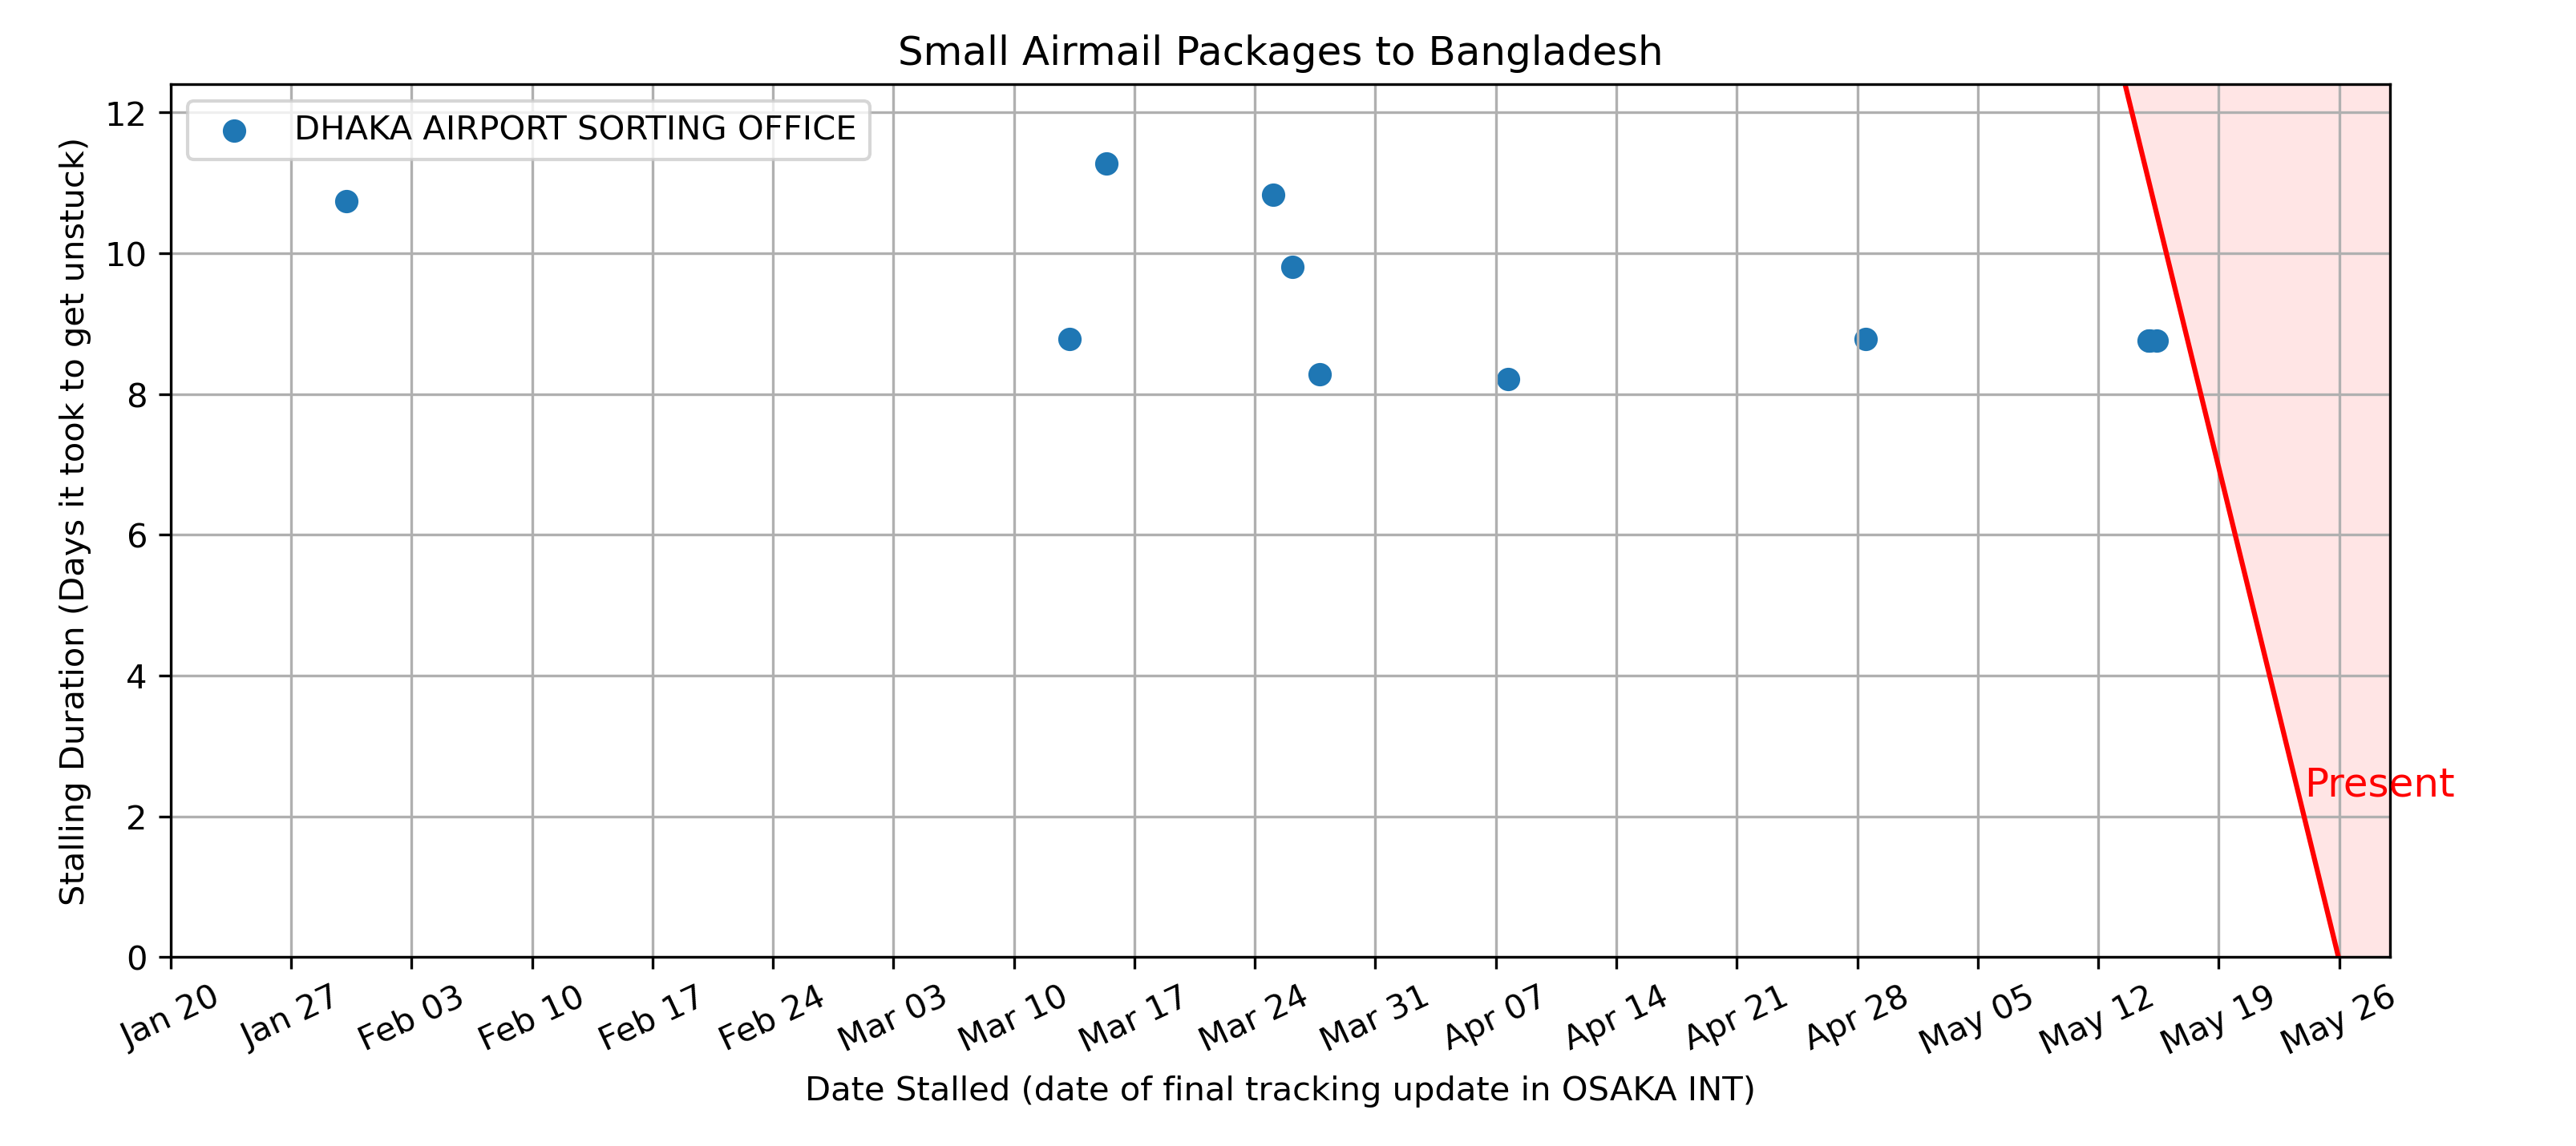 Small Airmail Packages to Bangladesh
DHAKA AIRPORT SORTING OFFICE
Stalling Duration (Days it took to get unstuck)
12
10
8
6
4
2
0
Present
Jan 20
Jan 27
Feb 03
Feb 10
Feb 17
Feb 24
Mar 03
Mar 10
Mar 17
Mar 24
Mar 31
Apr 07
Apr 14
Apr 21
Apr 28
May 05
May 12
May 19
May 26
Date Stalled (date of final tracking update in OSAKA INT)